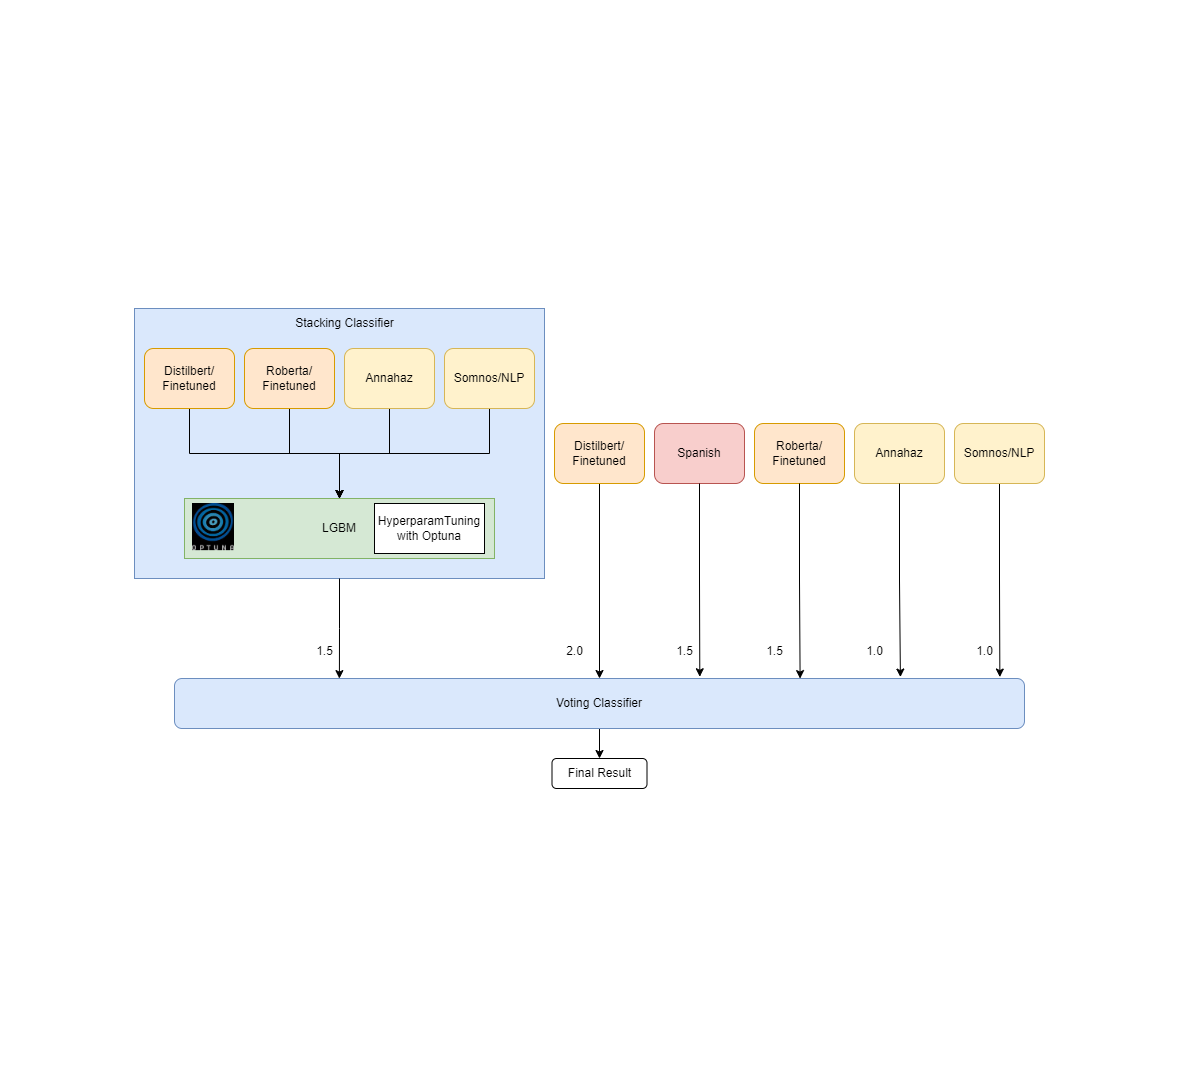 Stacking Classifier
Distilbert/
Finetuned
Roberta/
Finetuned
Annahaz
Somnos/NLP
OPTUNA
LGBM
HyperparamTuning
with Optuna
Distilbert/
Finetuned
Spanish
Roberta/
Finetuned
Annahaz
Somnos/NLP
1.5
2.0
1.5
1.5
1.0
1.0
Voting Classifier
Final Result